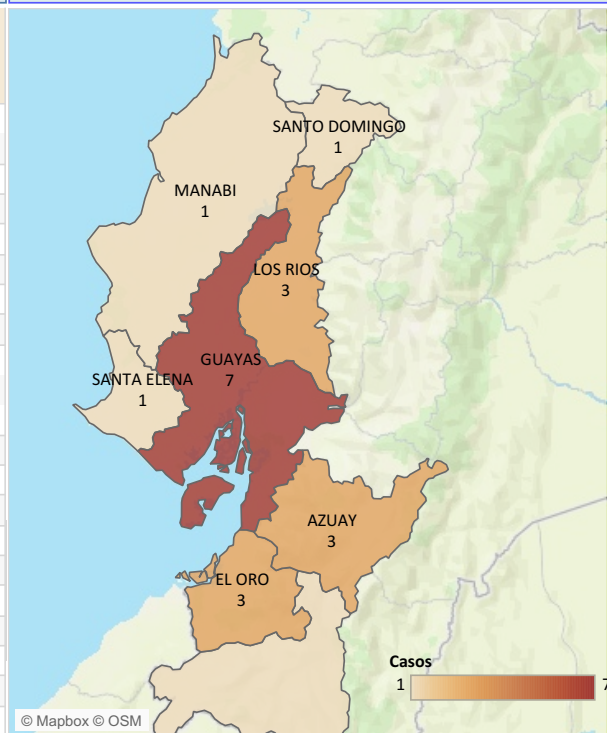 SANTO DOMINGO
1
MANABI
1
LOS RIOS
3
GUAYAS
7
SANTA ELENA
1
AZUAY
3
EL ORO
3
Casos
1 7
© Mapbox © OSM